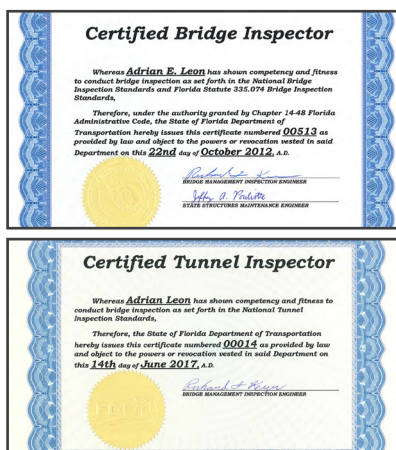 Certified Bridge Inspector
Whereas Adrian E. Leon has shown competency and fitness
to conduct bridge inspection as set forth in the National Bridge
Inspection Standards and Florida Statute 335.074 Bridge Inspection
Standards,
Therefore, under the authority granted by Chapter 14-48 Florida
Administrative Code, the State of Florida Department of
Transportation hereby issues this certificate numbered 00513 as
provided by law and object to the powers or revocation vested in said
Department on this 22nd day of October 2012, A.D.
BRIDGE MANAGEMENT INSPECTION ENGINEER
STATE STRUCTURES MAINTENANCE ENGINEER
Certified Tunnel Inspector
Whereas Adrian Leon has shown competency and fitness to
conduct bridge inspection as set forth in the National Tunnel
Inspection Standards,
Therefore, the State of Florida Department of Transportation
hereby issues this certificate numbered 00014 as provided by law
and object to the powers or revocation vested in said Department on
this 14th day of June 2017, A.D.
BRIDGE MANAGEMENT INSPECTION ENGINEER